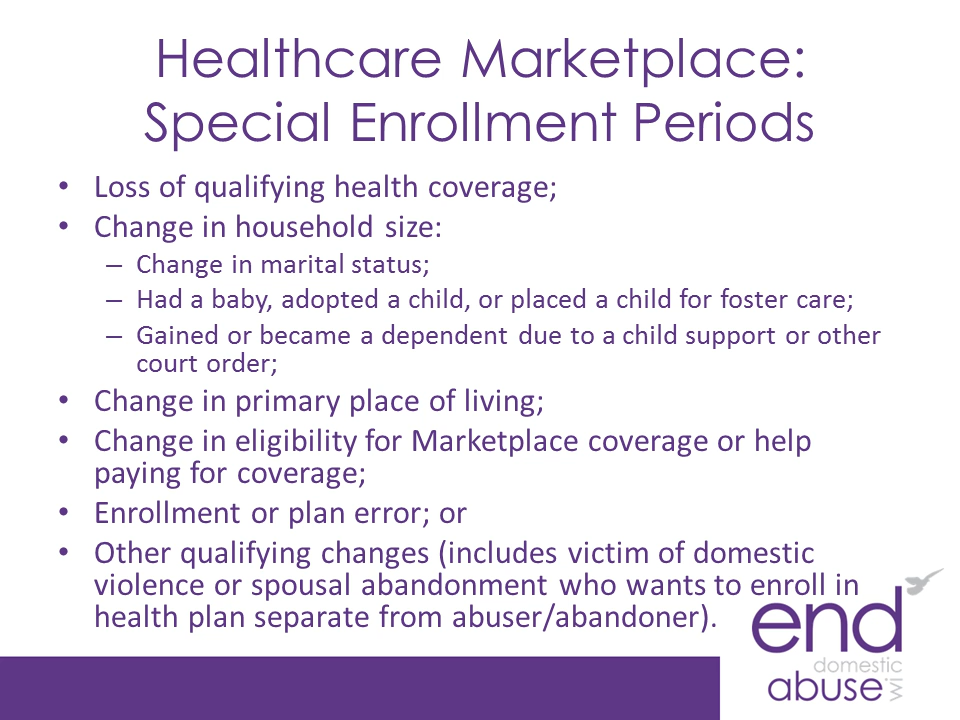 Healthcare Marketplace:
Special Enrollment Periods
• Loss of qualifying health coverage;
• Change in household size:
– Change in marital status;
– Had a baby, adopted a child, or placed a child for foster care;
– Gained or became a dependent due to a child support or other
court order;
• Change in primary place of living;
• Change in eligibility for Marketplace coverage or help
paying for coverage;
• Enrollment or plan error; or
• Other qualifying changes (includes victim of domestic
violence or spousal abandonment who wants to enroll in
health plan separate from abuser/abandoner).
end
domestic
abuse
wi